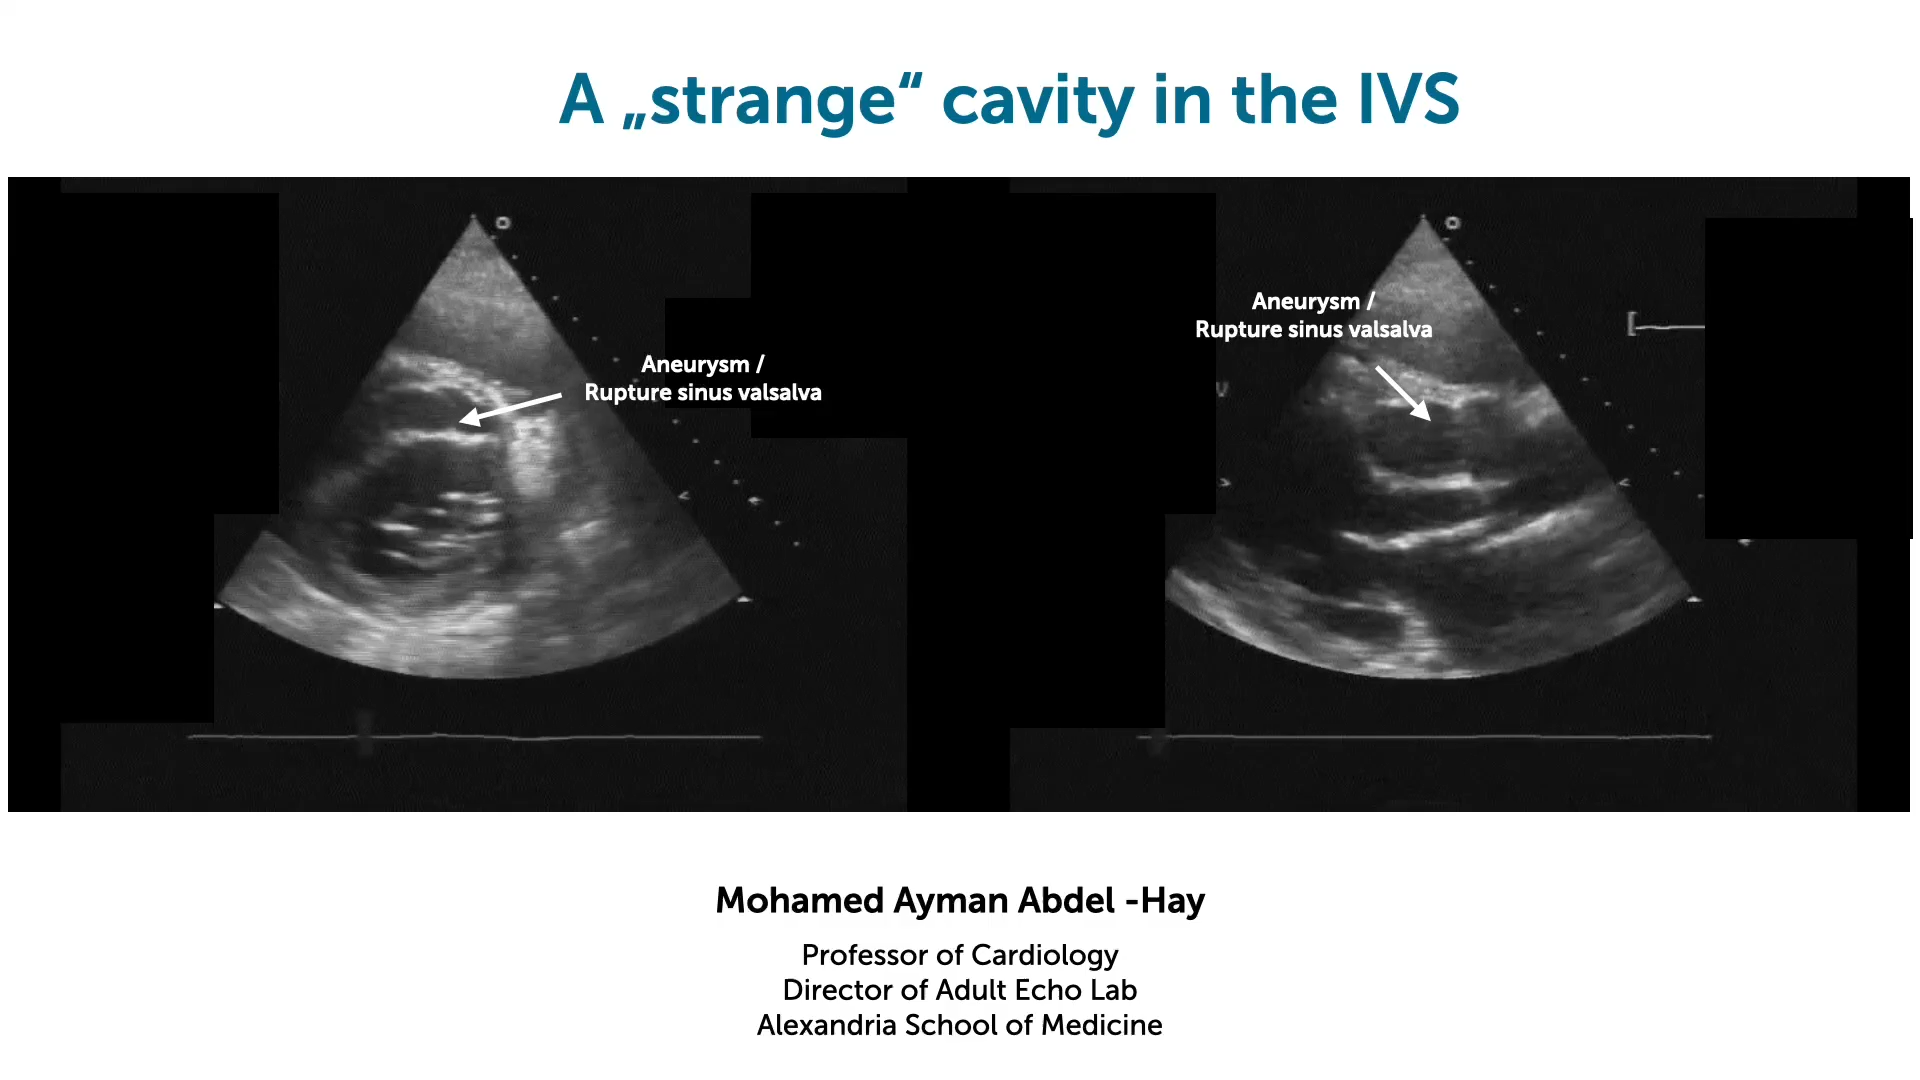 A „strange“ cavity in the IVS
Aneurysm /
Rupture sinus valsalva
Aneurysm /
Rupture sinus valsalva
Mohamed Ayman Abdel -Hay
Professor of Cardiology
Director of Adult Echo Lab
Alexandria School of Medicine